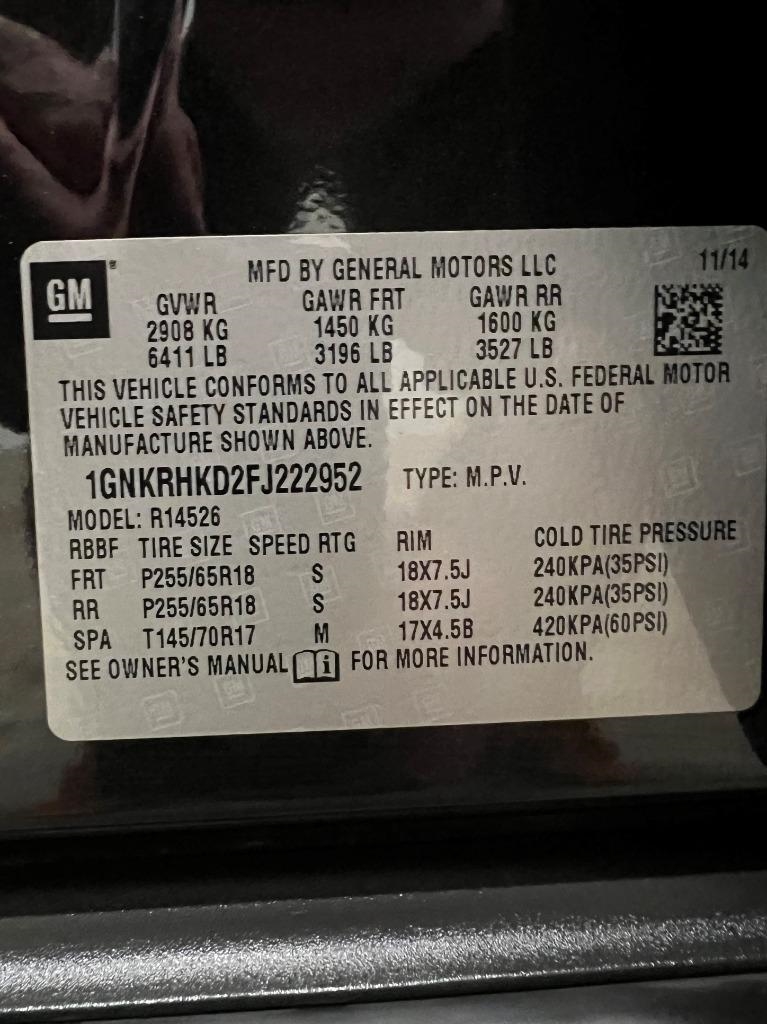 GM
MFD BY GENERAL MOTORS LLC 11/14
GVWR GAWR FRT GAWR RR
2908 KG 1450 KG 1600 KG
6411 LB 3196 LB 3527 LB
THIS VEHICLE CONFORMS TO ALL APPLICABLE U.S. FEDERAL MOTOR
VEHICLE SAFETY STANDARDS IN EFFECT ON THE DATE OF
MANUFACTURE SHOWN ABOVE.
1GNKRHKD2FJ222952 TYPE: M.P.V.
MODEL: R14526
RBBF TIRE SIZE SPEED RTG RIM COLD TIRE PRESSURE
FRT P255/65R18 S 18X7.5J 240KPA(35PSI)
RR P255/65R18 S 18X7.5J 240KPA(35PSI)
SPA T145/70R17 M 17X4.5B 420KPA(60PSI)
SEE OWNER'S MANUAL i FOR MORE INFORMATION.